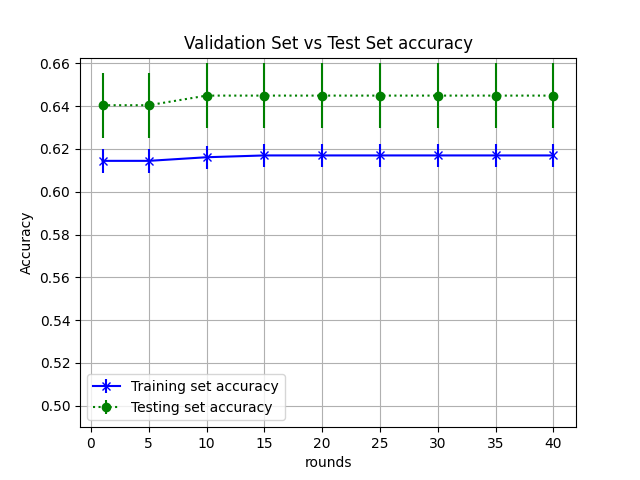 Validation Set vs Test Set accuracy
0.66
0.64
0.62
0.60
0.58
0.56
0.54
0.52
0.50
Accuracy
Training set accuracy
Testing set accuracy
0 5 10 15 20 25 30 35 40
rounds